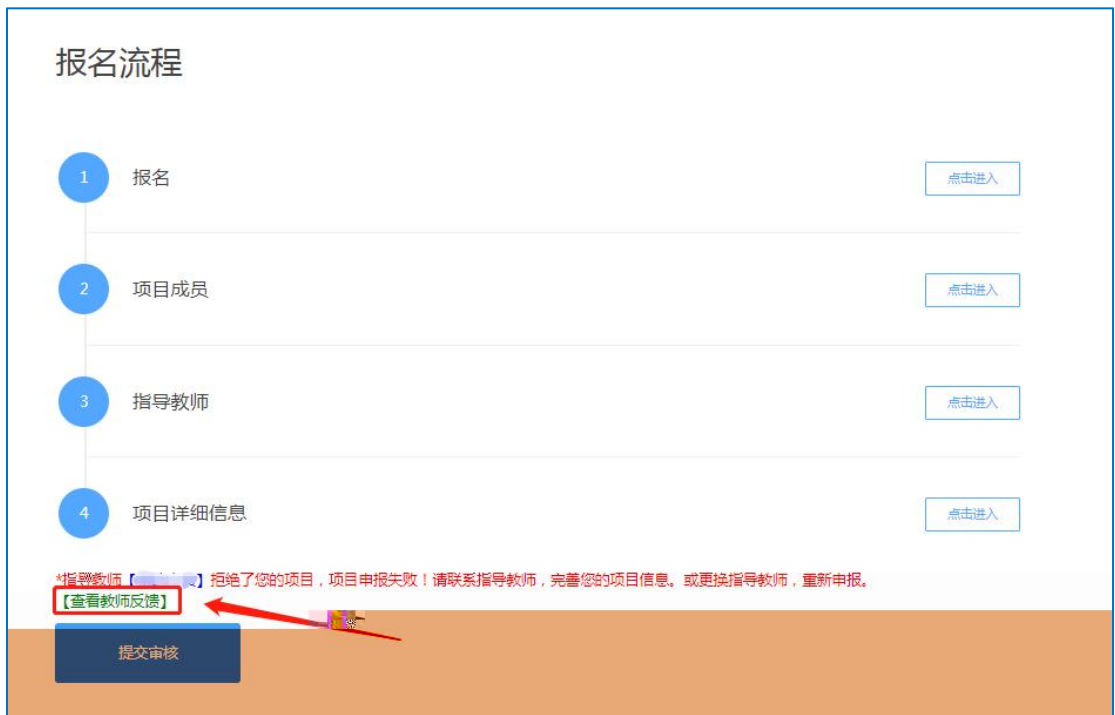 报名流程
1 报名 点击进入
2 项目成员 点击进入
3 指导教师 点击进入
4 项目详细信息 点击进入
*指导教师【】拒绝了您的项目,项目申报失败!请联系指导教师,完善您的项目信息。或更换指导教师,重新申报。
【查看教师反馈】
提交审核